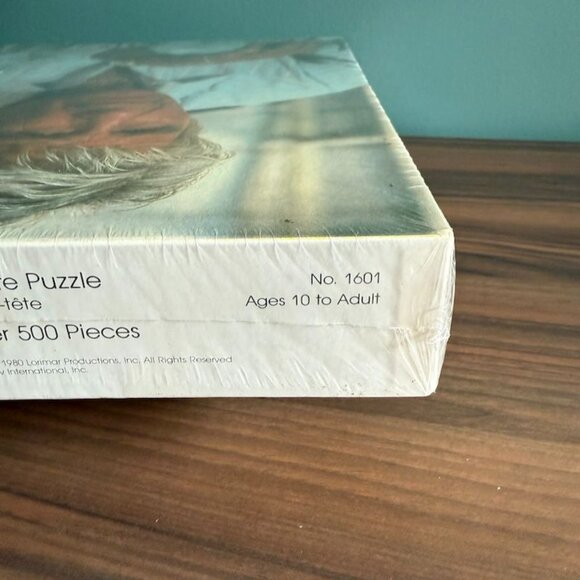 Puzzle
-tête
500 Pieces
No. 1601
Ages 10 to Adult
1980 Lorimar Productions, Inc, All Rights Reserved
International, Inc.